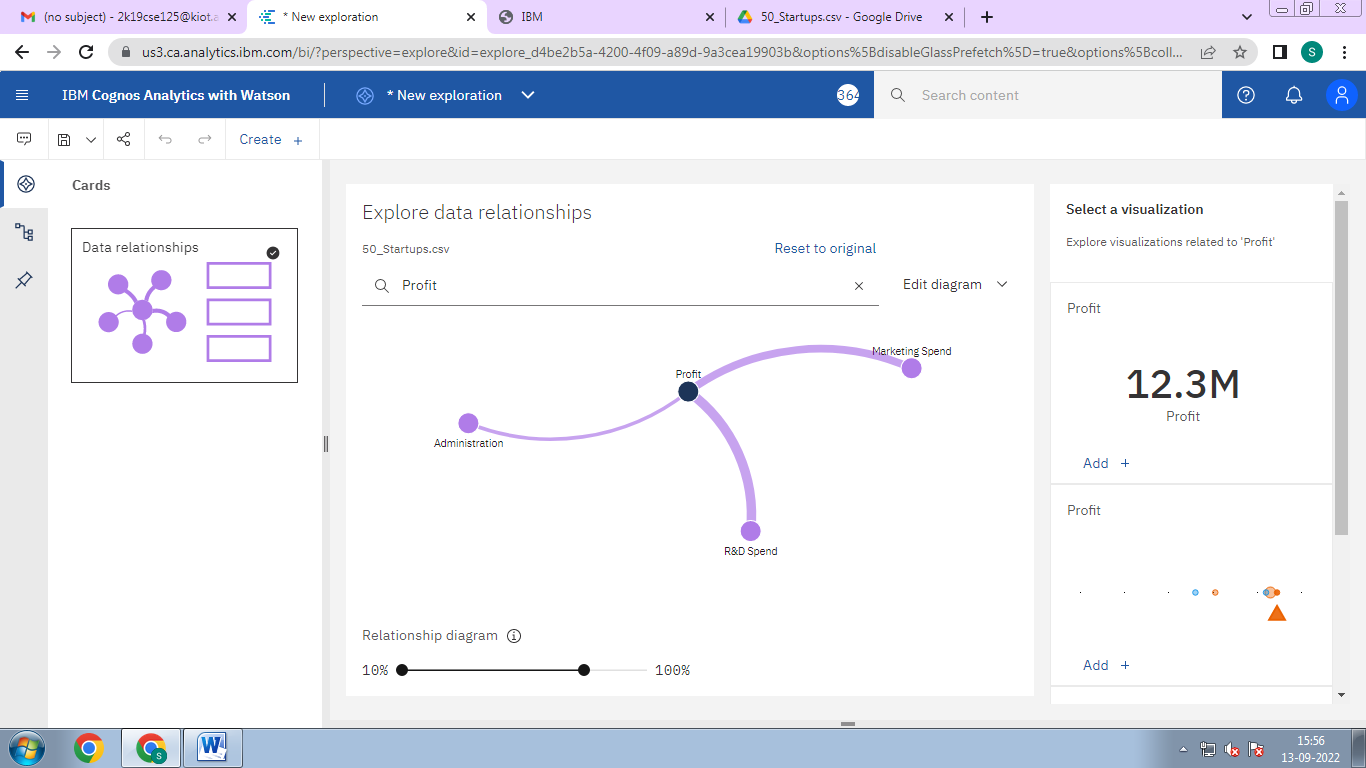 (no subject) - 2k19cse125@kiot.a
* New exploration
IBM
50_Startups.csv - Google Drive
us3.ca.analytics.ibm.com/bi/?perspective=explore&id=explore_d4be2b5a-4200-4f09-a89d-9a3cea19903b&options%5BdisableGlassPrefetch%5D=true&options%5Bcoll...
S
IBM Cognos Analytics with Watson
* New exploration
364
Search content
Create +
Cards
Data relationships
Explore data relationships
50_Startups.csv
Reset to original
Profit
Edit diagram
Marketing Spend
Profit
Administration
R&D Spend
Relationship diagram
10%
100%
Select a visualization
Explore visualizations related to 'Profit'
Profit
12.3M
Profit
Add +
Profit
Add +
S
W
15:56
13-09-2022